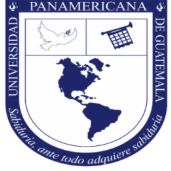 UNIVERSIDAD PANAMERICANA DE GUATEMALA
Sabiduría, ante todo adquiere sabiduría